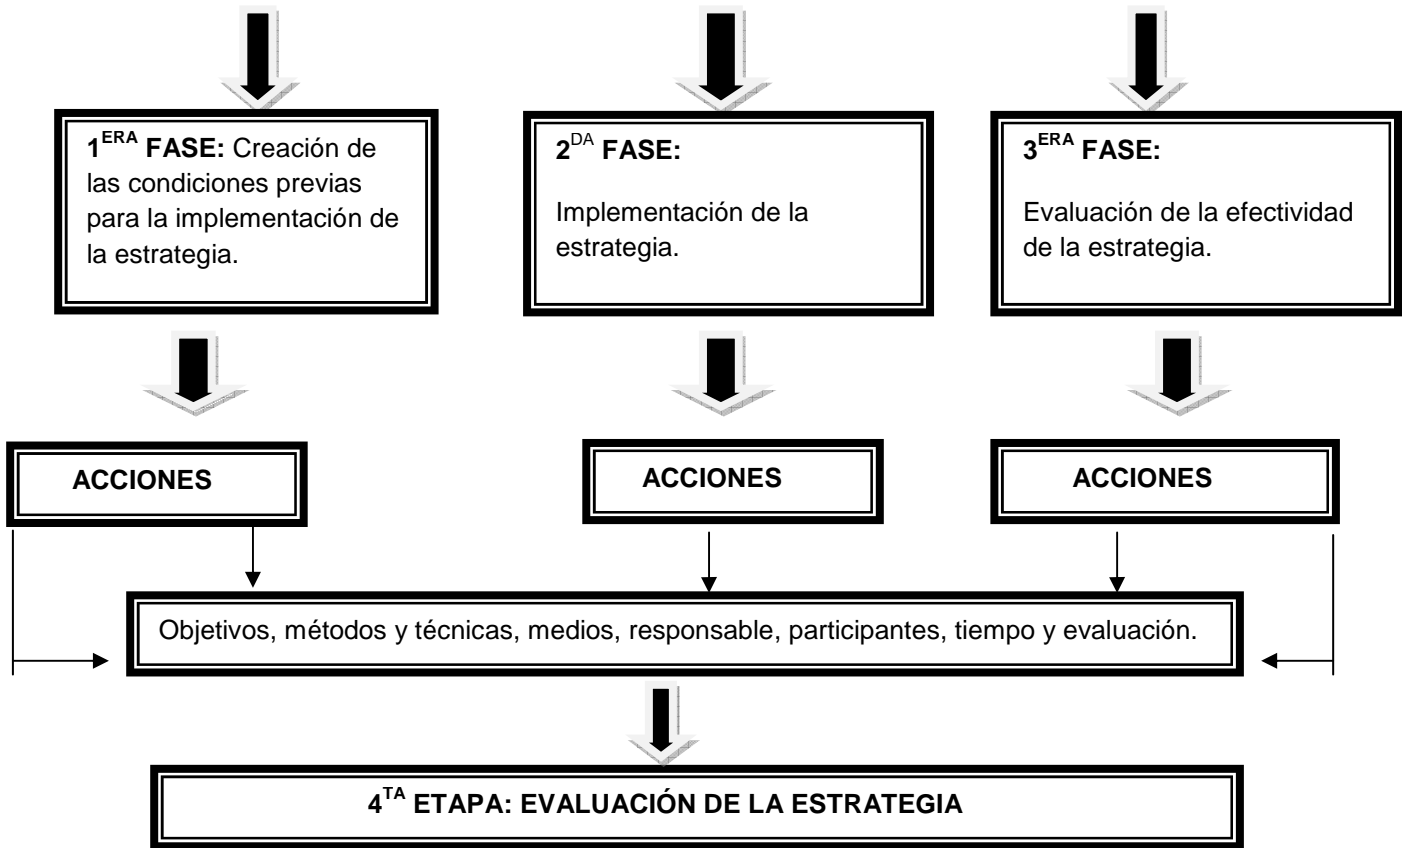 1ERA FASE: Creación de
las condiciones previas
para la implementación de
la estrategia.
2DA FASE:
Implementación de la
estrategia.
3ERA FASE:
Evaluación de la efectividad
de la estrategia.
ACCIONES
ACCIONES
ACCIONES
Objetivos, métodos y técnicas, medios, responsable, participantes, tiempo y evaluación.
4TA ETAPA: EVALUACIÓN DE LA ESTRATEGIA